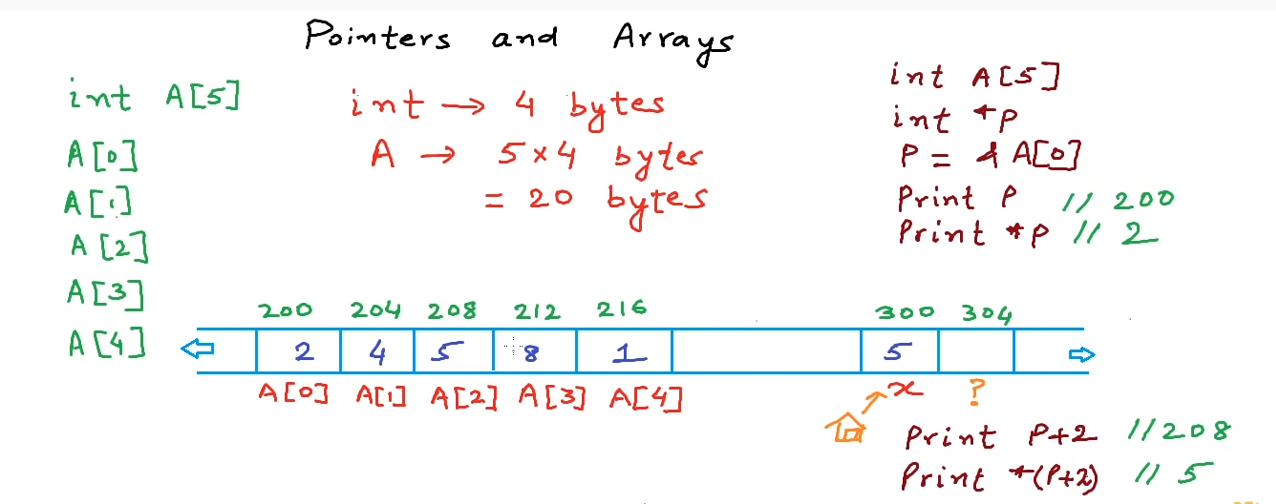 Pointers and Arrays
int A[5]
A[0]
A[1]
A[2]
A[3]
A[4]
int → 4 bytes
A → 5×4 bytes
= 20 bytes
int A[5]
int *P
P = &A[0]
Print P // 200
Print *P // 2
200 204 208 212 216 300 304
2 4 5 8 1 5
A[0] A[1] A[2] A[3] A[4] x ?
Print P+2 // 208
Print *(P+2) // 5